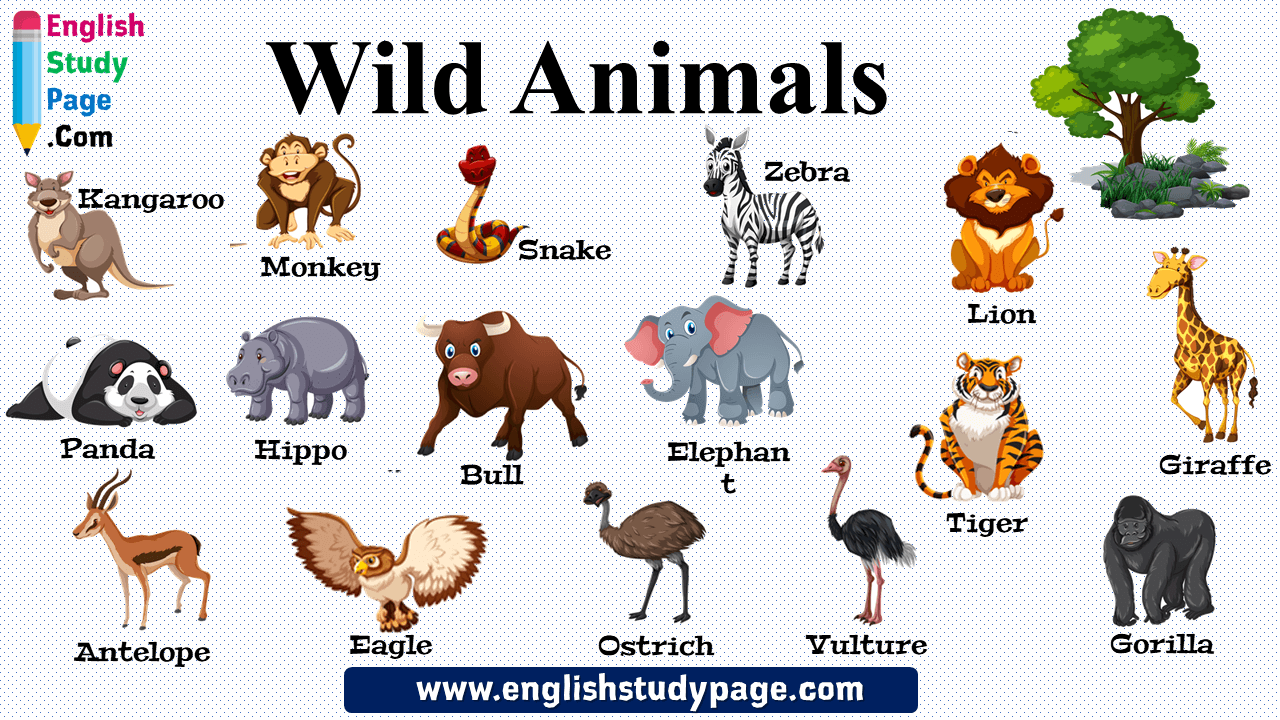 English
Study
Page
.Com
Wild Animals
Kangaroo
Monkey
Snake
Zebra
Lion
Giraffe
Panda
Hippo
Bull
Elephan
t
Tiger
Antelope
Eagle
Ostrich
Vulture
Gorilla
www.englishstudypage.com